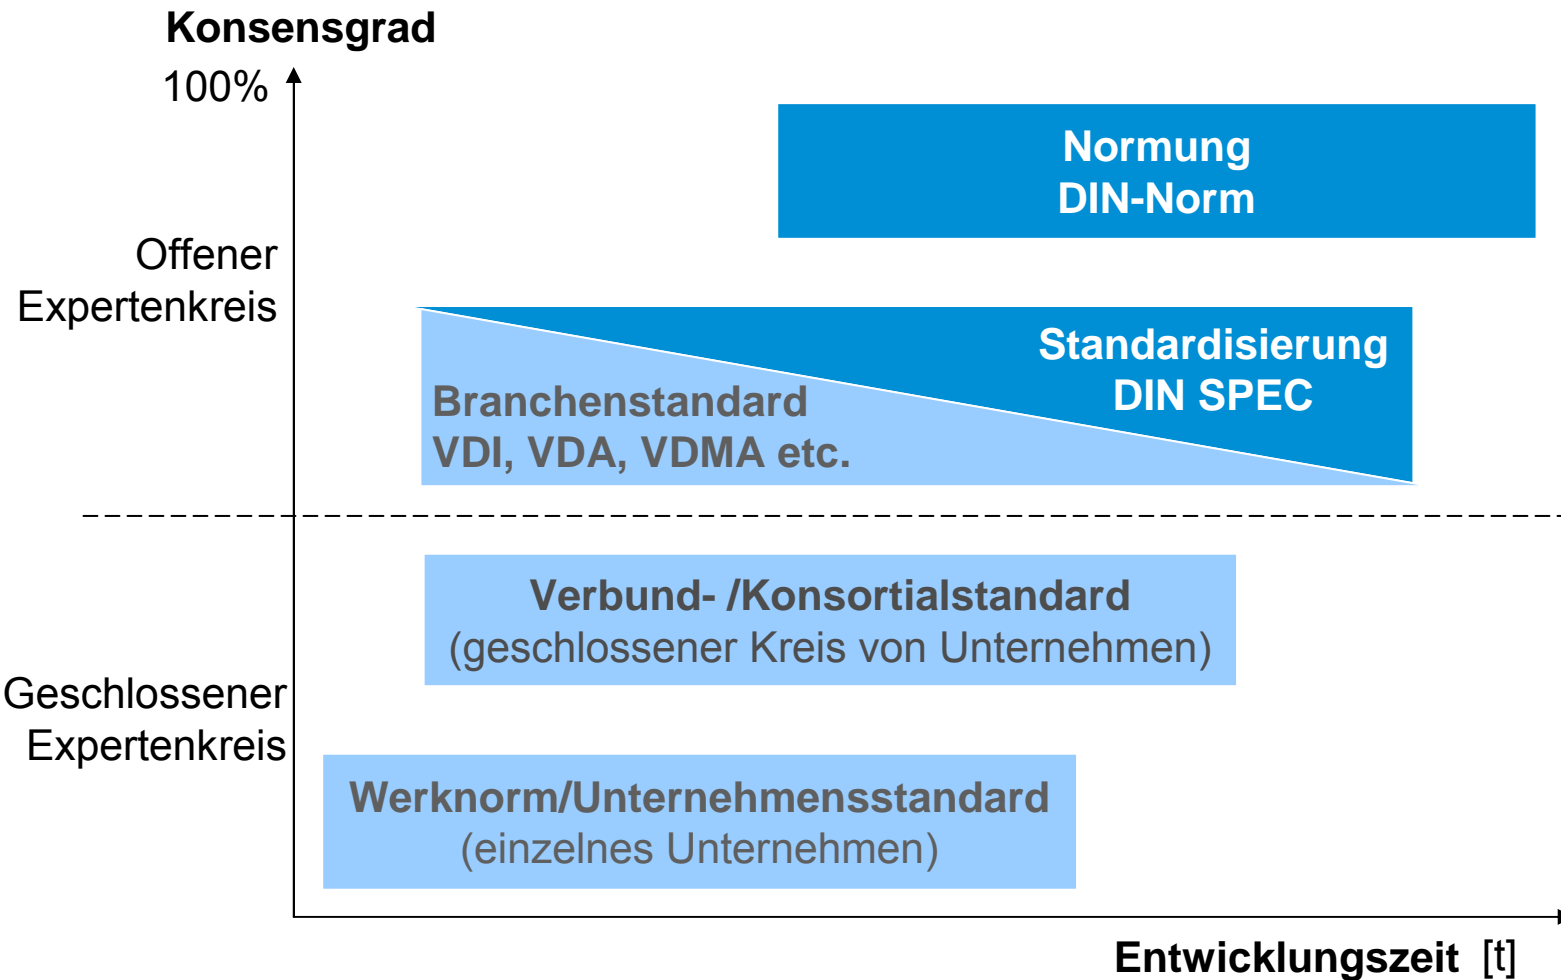 Konsensgrad
100%
Normung
DIN-Norm
Offener
Expertenkreis
Standardisierung
DIN SPEC
Branchenstandard
VDI, VDA, VDMA etc.
Verbund- /Konsortialstandard
(geschlossener Kreis von Unternehmen)
Geschlossener
Expertenkreis
Werknorm/Unternehmensstandard
(einzelnes Unternehmen)
Entwicklungszeit [t]